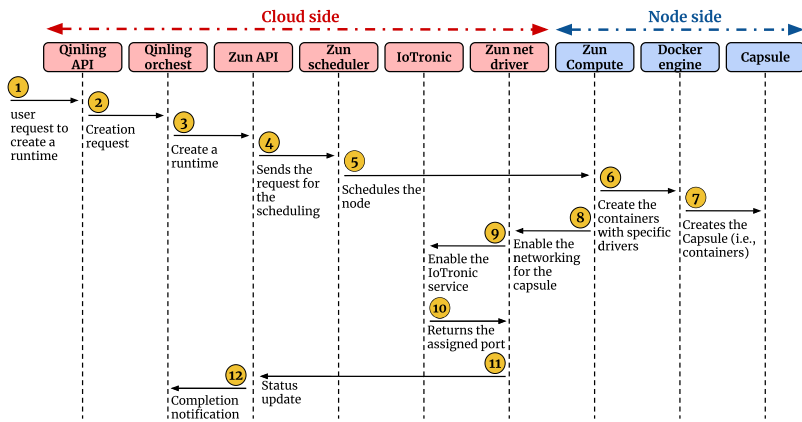 Cloud side
Node side
Qinling
API
Qinling
orchest
Zun API
Zun
scheduler
IoTronic
Zun net
driver
Zun
Compute
Docker
engine
Capsule
1
user
request to
create a
runtime
2
Creation
request
3
Create a
runtime
4
Sends the
request for
the
scheduling
5
Schedules the
node
6
Create the
containers
with specific
drivers
7
Creates the
Capsule (i.e.,
containers)
8
Enable the
networking
for the
capsule
9
Enable the
IoTronic
service
10
Returns the
assigned port
11
Status
update
12
Completion
notification